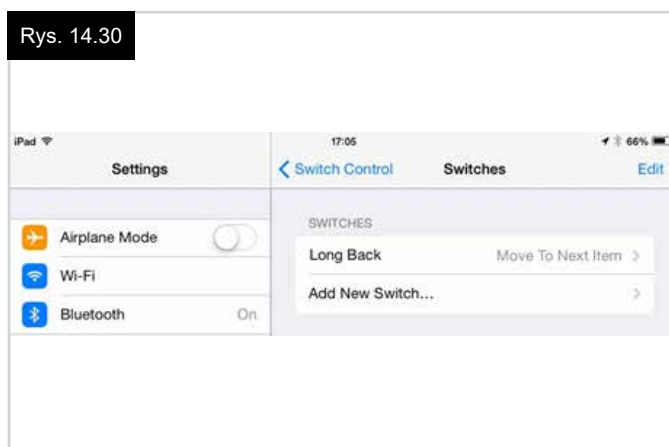 Rys. 14.30
iPad 17:05 66%
Settings
Switch Control Switches Edit
Airplane Mode
Wi-Fi
Bluetooth On
SWITCHES
Long Back Move To Next Item
Add New Switch...